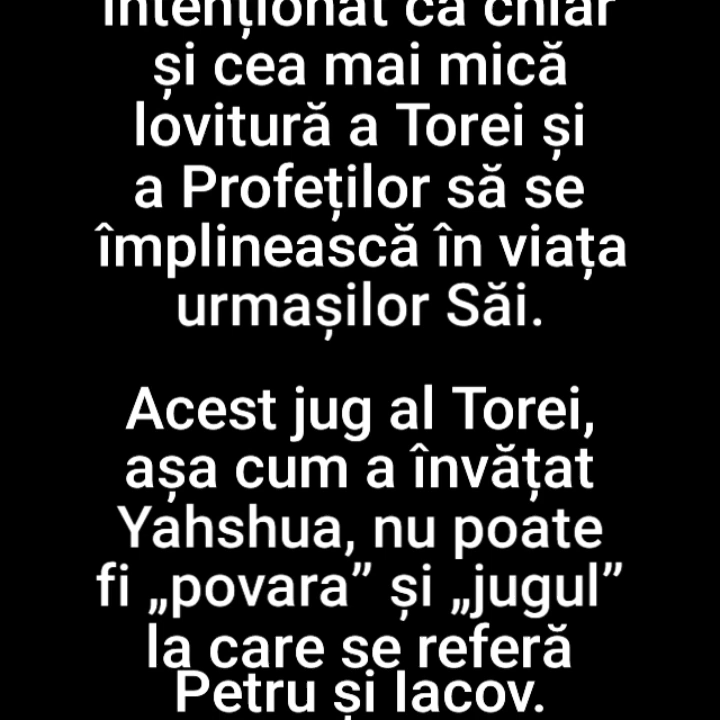 intenționat ca chiar
și cea mai mică
lovitură a Torei și
a Profeților să se
împlinească în viața
urmașilor Săi.
Acest jug al Torei,
așa cum a învățat
Yahshua, nu poate
fi „povara” și „jugul”
la care se referă
Petru și Iacov.